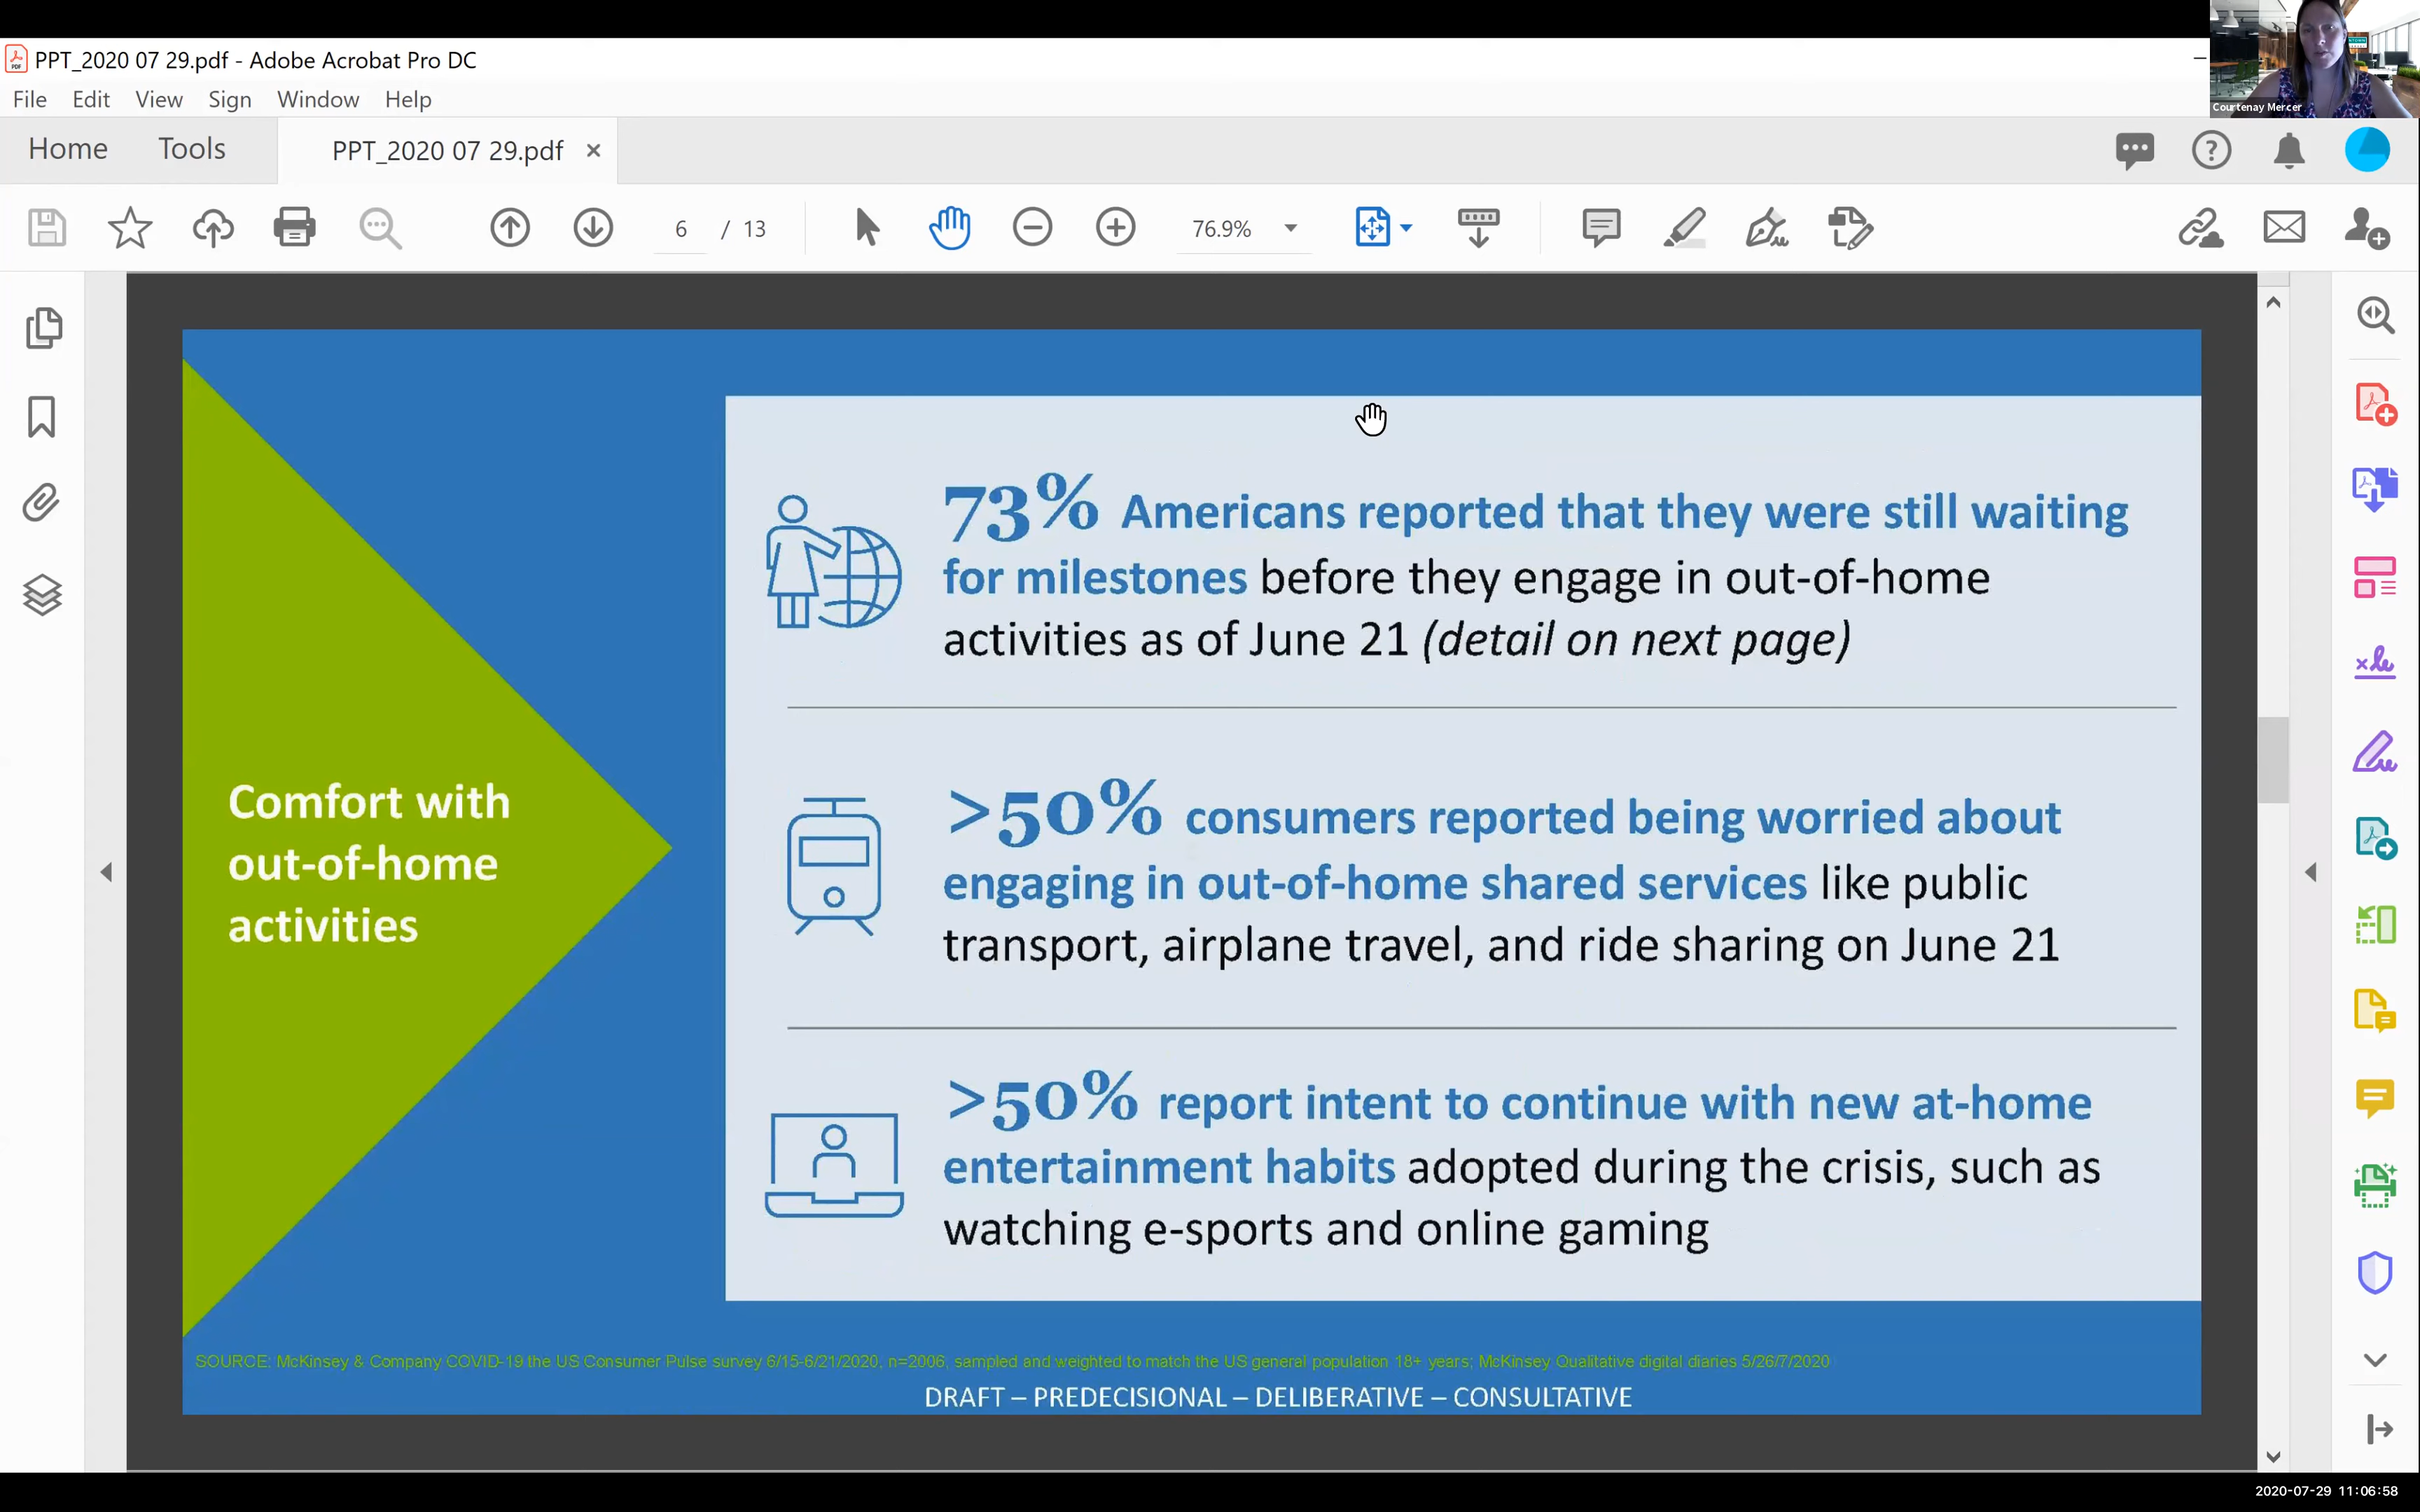 PPT_2020 07 29.pdf - Adobe Acrobat Pro DC
Courtenay Mercer
File Edit View Sign Window Help
Home Tools PPT_2020 07 29.pdf ×
6 / 13 76.9%
Comfort with
out-of-home
activities
73% Americans reported that they were still waiting
for milestones before they engage in out-of-home
activities as of June 21 (detail on next page)
>50% consumers reported being worried about
engaging in out-of-home shared services like public
transport, airplane travel, and ride sharing on June 21
>50% report intent to continue with new at-home
entertainment habits adopted during the crisis, such as
watching e-sports and online gaming
SOURCE: McKinsey & Company COVID-19 the US Consumer Pulse survey 6/15-6/21/2020, n=2006, sampled and weighted to match the US general population 18+ years; McKinsey Qualitative digital diaries 5/26/7/2020
DRAFT – PREDECISIONAL – DELIBERATIVE – CONSULTATIVE
2020-07-29 11:06:58